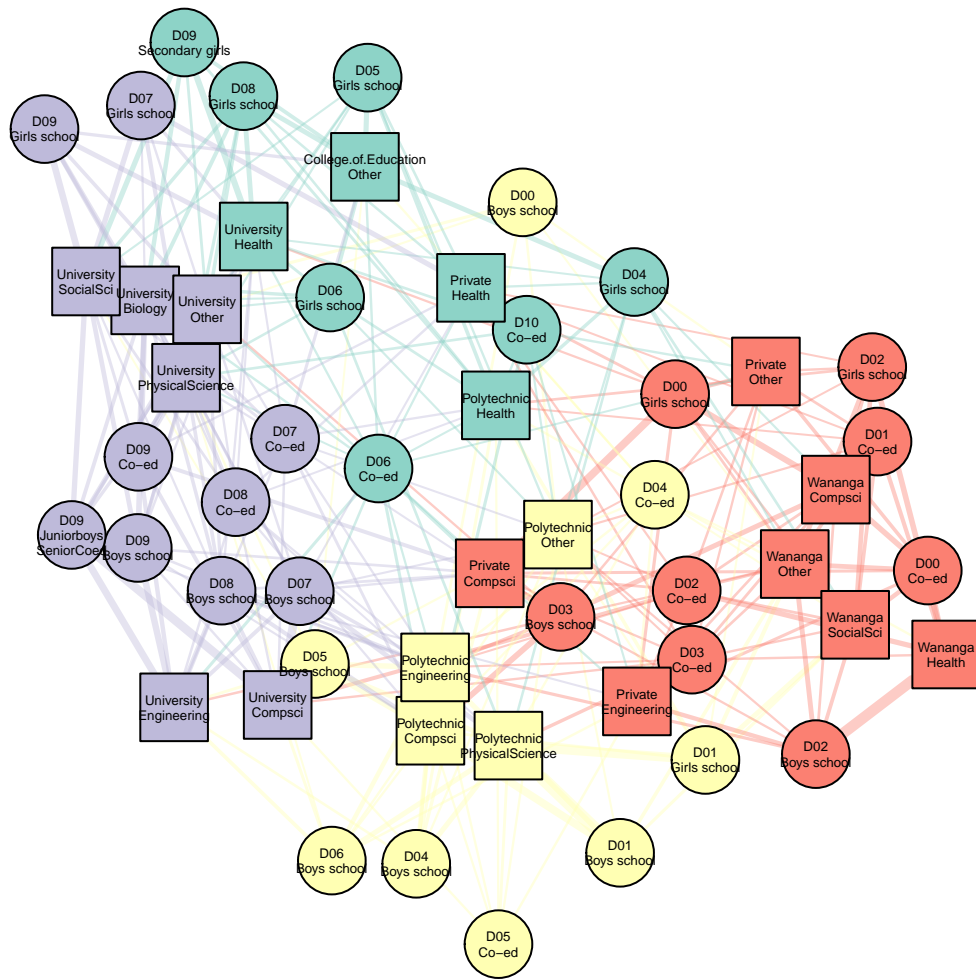 D09
Secondary girls
D05
Girls school
D08
Girls school
D07
Girls school
D09
Girls school
College.of.Education
Other
D00
Boys school
University
Health
University
SocialSci
University
Biology
University
Other
D06
Girls school
Private
Health
D04
Girls school
D10
Co−ed
University
PhysicalScience
Private
Other
D02
Girls school
D00
Girls school
Polytechnic
Health
D07
Co−ed
D01
Co−ed
D09
Co−ed
D06
Co−ed
Wananga
Compsci
D08
Co−ed
D04
Co−ed
D09
Juniorboys
SeniorCoed
D09
Boys school
Polytechnic
Other
Private
Compsci
Wananga
Other
D00
Co−ed
D08
Boys school
D07
Boys school
D02
Co−ed
D03
Boys school
Wananga
SocialSci
Wananga
Health
D05
Boys school
Polytechnic
Engineering
D03
Co−ed
University
Engineering
University
Compsci
Private
Engineering
Polytechnic
Compsci
Polytechnic
PhysicalScience
D01
Girls school
D02
Boys school
D06
Boys school
D04
Boys school
D01
Boys school
D05
Co−ed